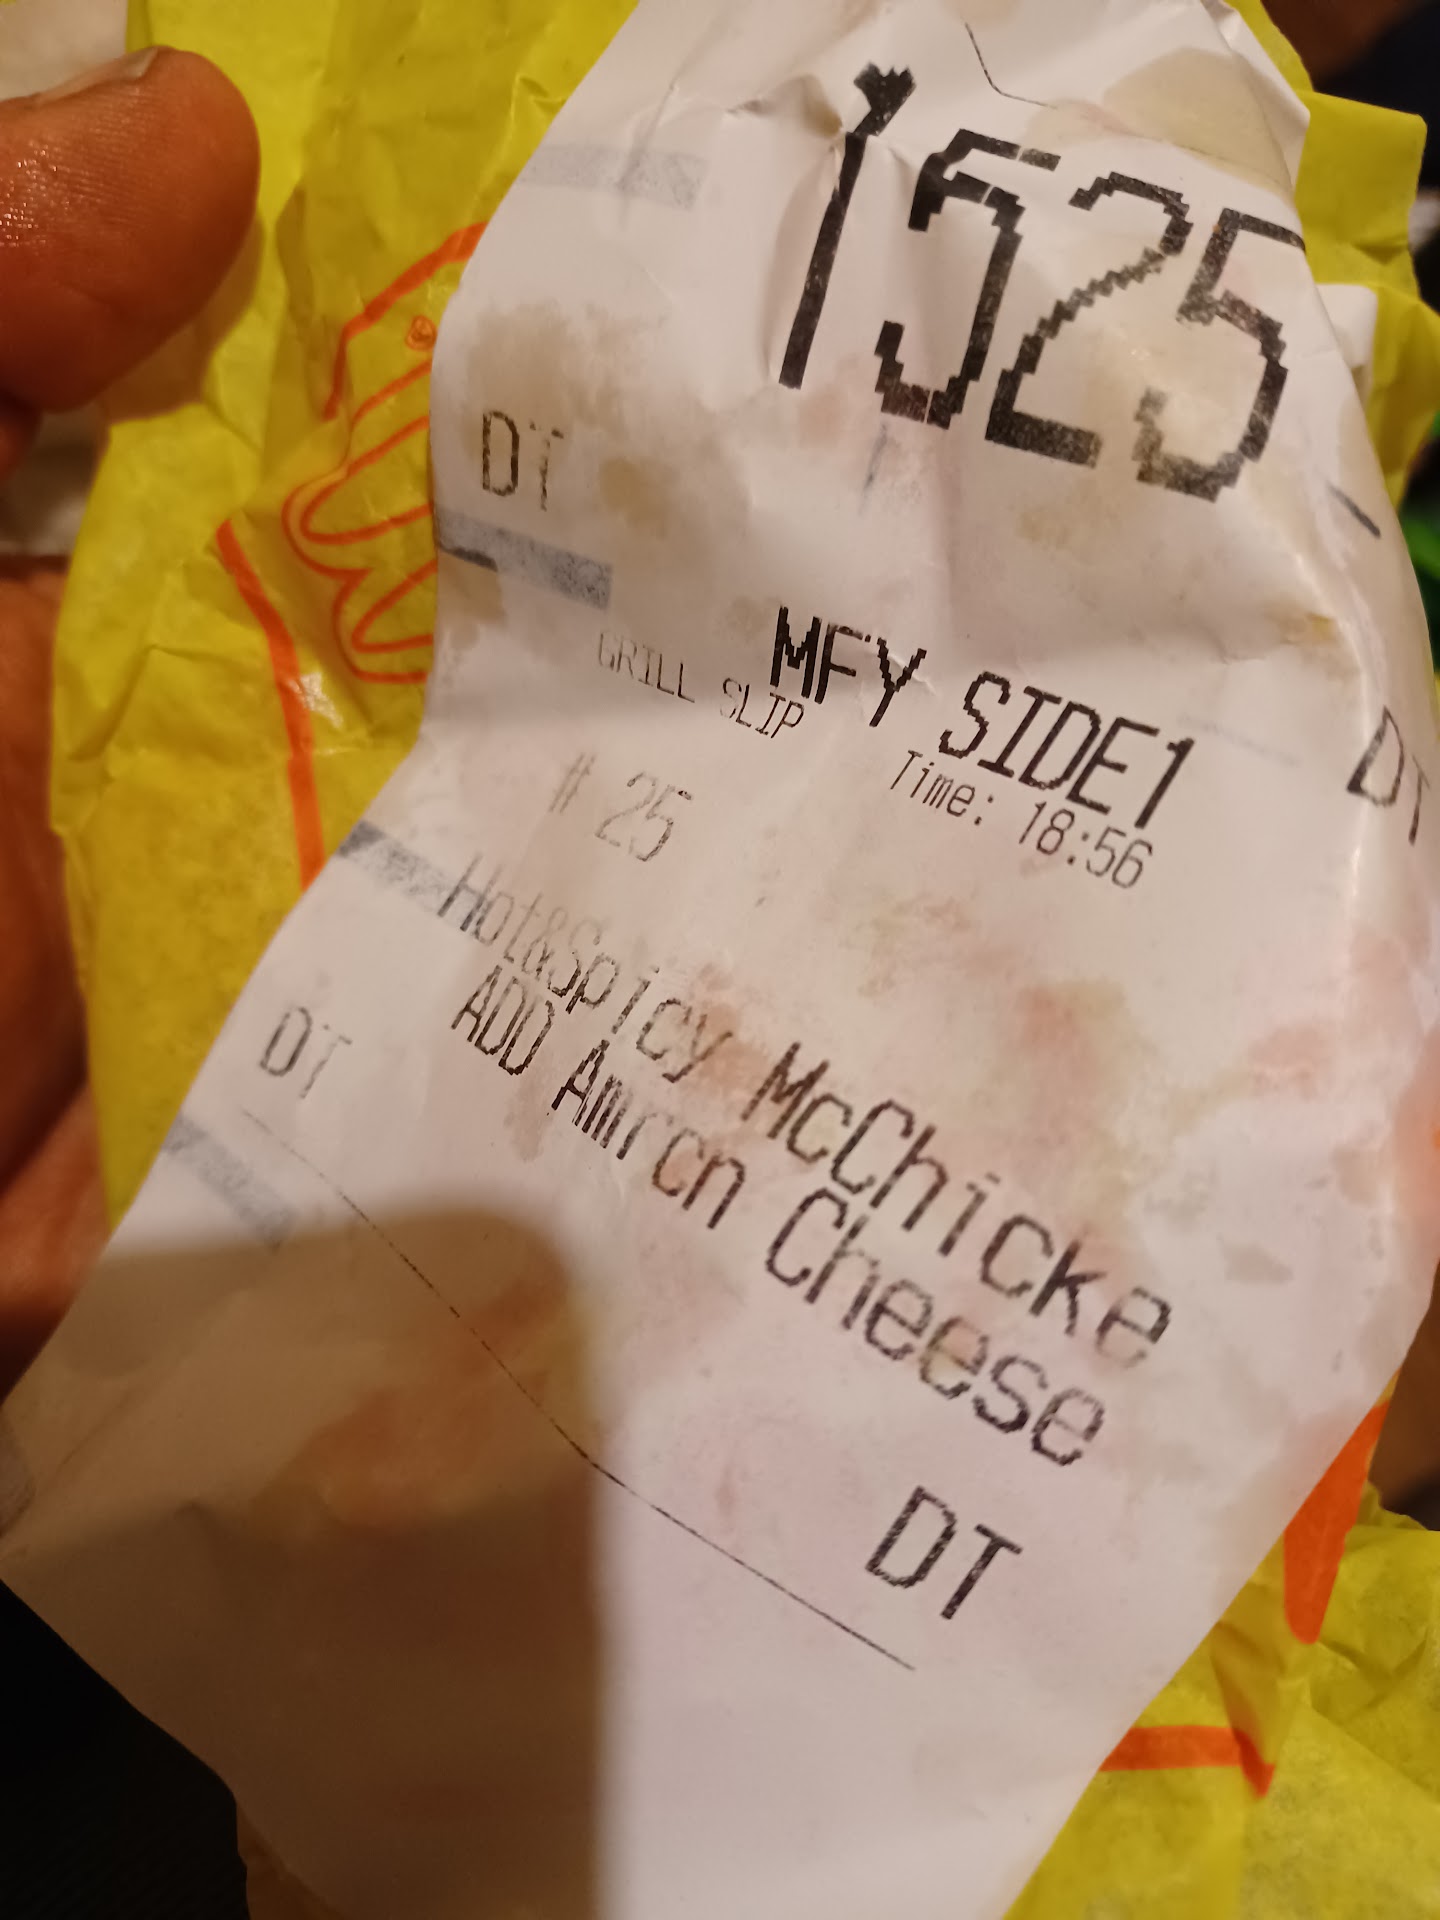 1525
DT
MFY SIDE1
GRILL SLIP
Time: 18:56
DT
# 25
Hot&Spicy McChicke
ADD Amrcn Cheese
DT
DT